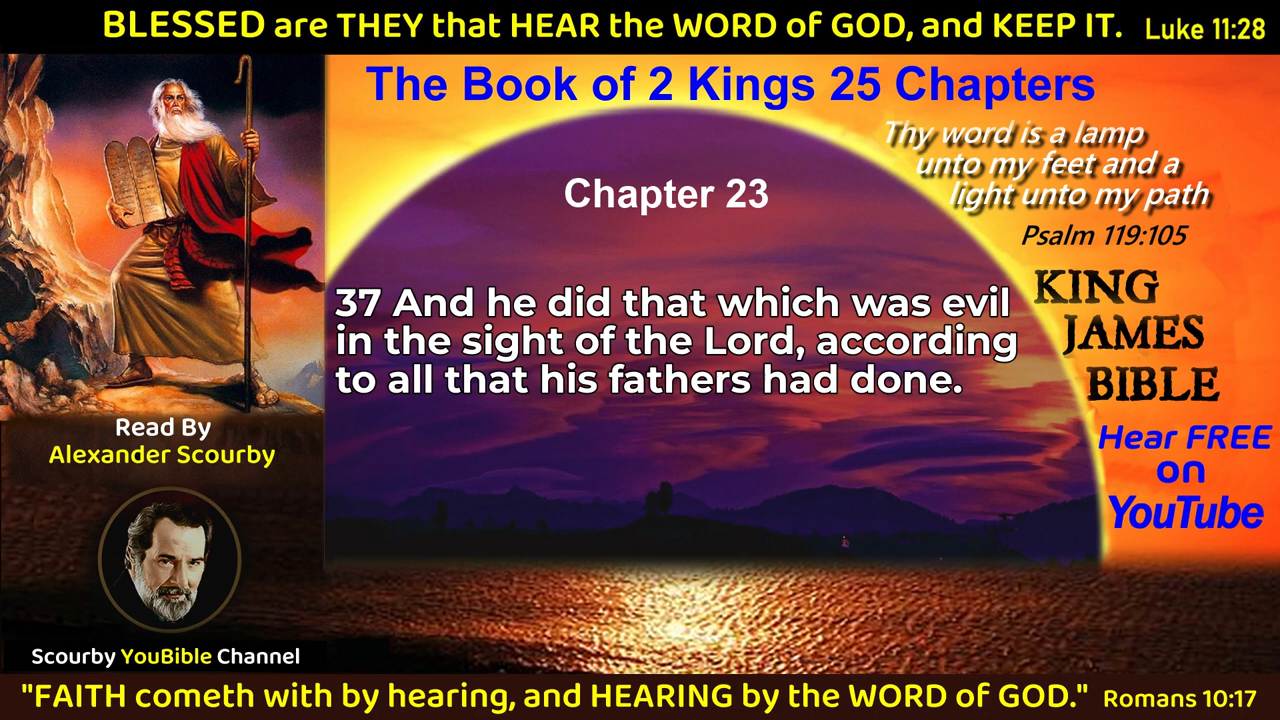 BLESSED are THEY that HEAR the WORD of GOD, and KEEP IT. Luke 11:28
The Book of 2 Kings 25 Chapters
Thy word is a lamp
unto my feet and a
light unto my path
Psalm 119:105
Chapter 23
37 And he did that which was evil
in the sight of the Lord, according
to all that his fathers had done.
KING
JAMES
BIBLE
Hear FREE
on
YouTube
Read By
Alexander Scourby
Scourby YouBible Channel
"FAITH cometh with by hearing, and HEARING by the WORD of GOD." Romans 10:17